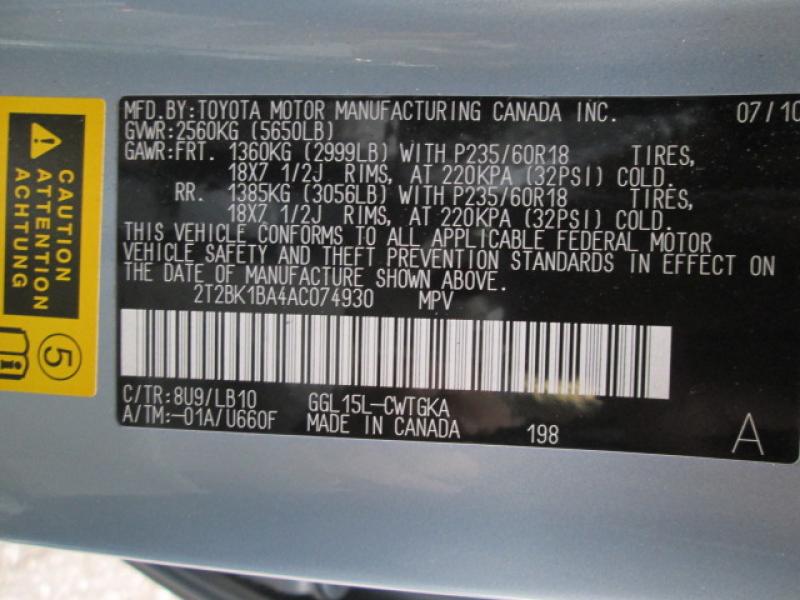 MFD.BY:TOYOTA MOTOR MANUFACTURING CANADA INC. 07/10
GVWR:2560KG (5650LB)
GAWR:FRT. 1360KG (2999LB) WITH P235/60R18 TIRES,
18X7 1/2J RIMS, AT 220KPA (32PSI) COLD.
RR. 1385KG (3056LB) WITH P235/60R18 TIRES,
18X7 1/2J RIMS, AT 220KPA (32PSI) COLD.
THIS VEHICLE CONFORMS TO ALL APPLICABLE FEDERAL MOTOR
VEHICLE SAFETY AND THEFT PREVENTION STANDARDS IN EFFECT ON
THE DATE OF MANUFACTURE SHOWN ABOVE.
2T2BK1BA4AC074930 MPV
C/TR:8U9/LB10 GGL15L-CWTGKA
A/TM:-01A/U660F MADE IN CANADA 198 A
CAUTION
ATTENTION
ACHTUNG
5